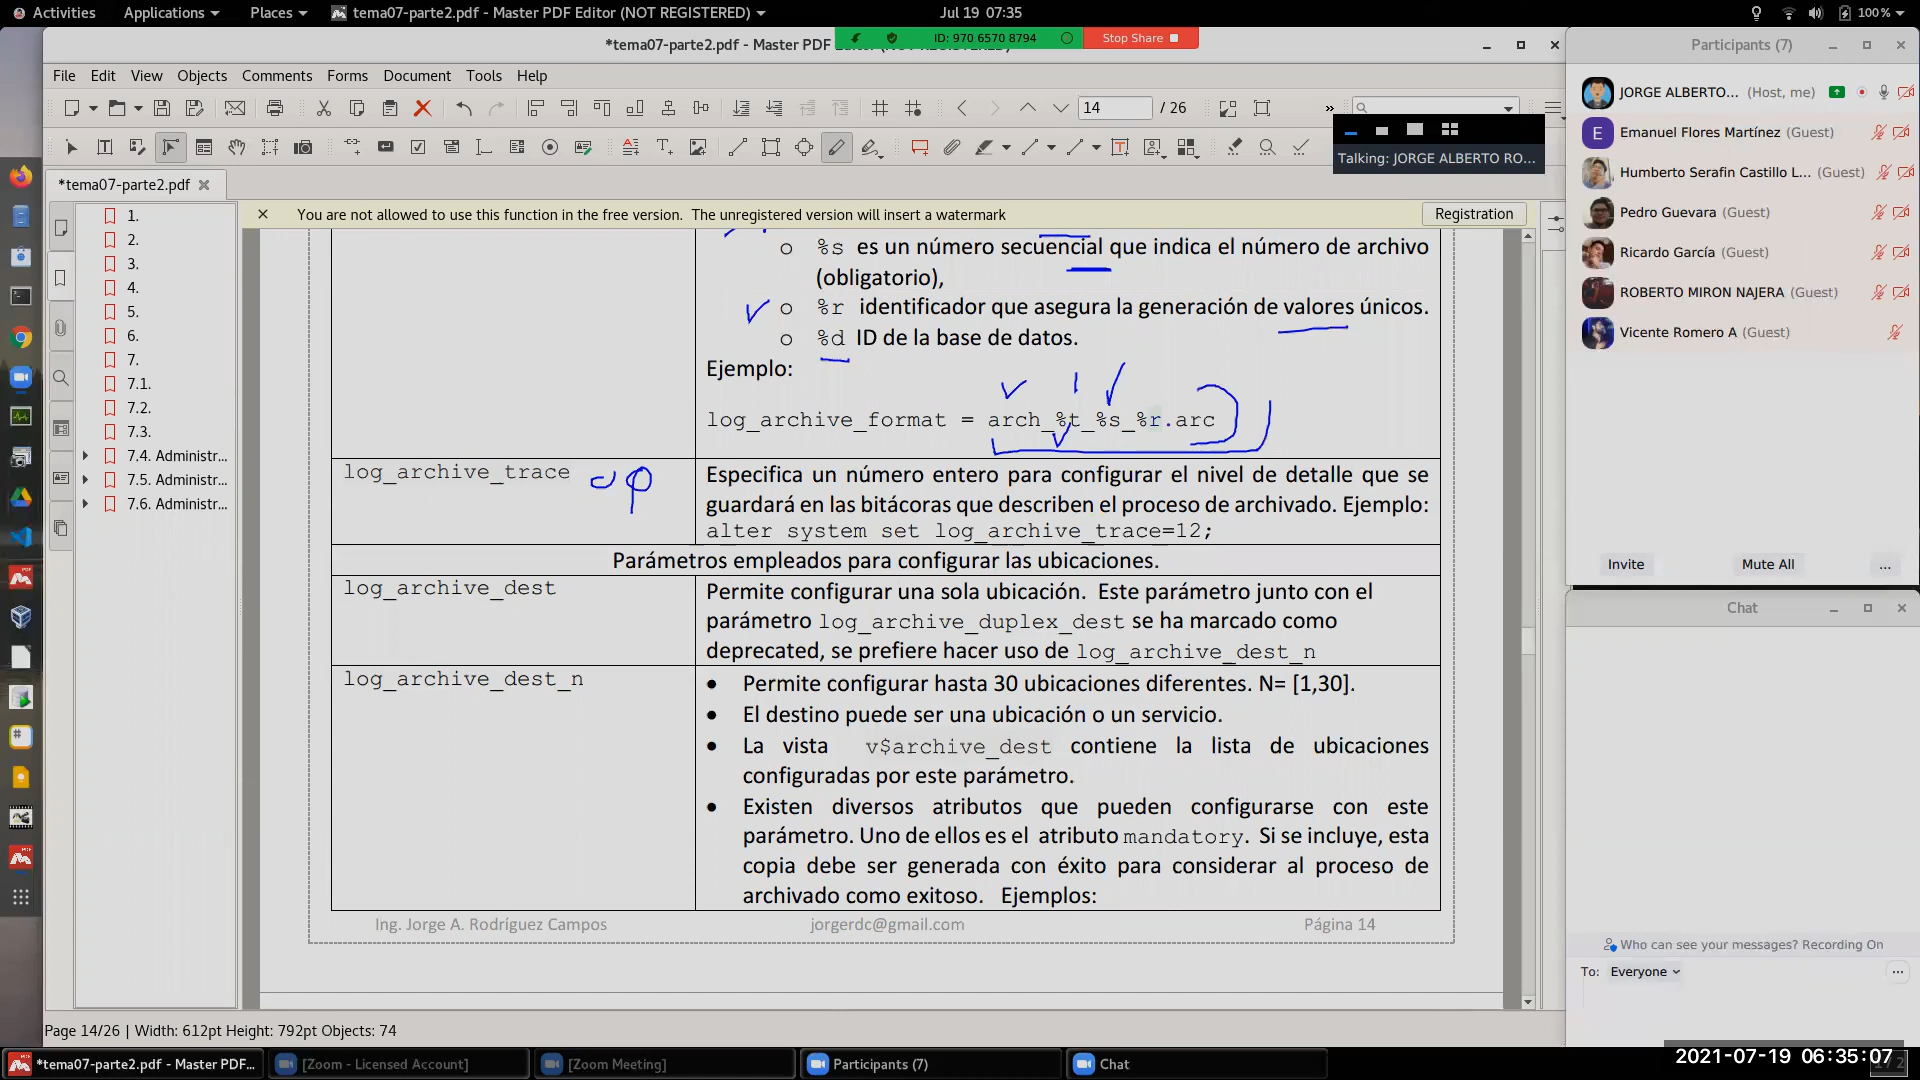 Activities Applications Places tema07-parte2.pdf - Master PDF Editor (NOT REGISTERED) Jul 19 07:35 100%
*tema07-parte2.pdf - Master PDF
ID: 970 6570 8794 Stop Share
File Edit View Objects Comments Forms Document Tools Help
14 / 26
Talking: JORGE ALBERTO RO...
*tema07-parte2.pdf
You are not allowed to use this function in the free version. The unregistered version will insert a watermark
Registration
1.
2.
3.
4.
5.
6.
7.
7.1.
7.2.
7.3.
7.4. Administr...
7.5. Administr...
7.6. Administr...
o %s es un número secuencial que indica el número de archivo
(obligatorio),
o %r identificador que asegura la generación de valores únicos.
o %d ID de la base de datos.
Ejemplo:
log_archive_format = arch_%t_%s_%r.arc
log_archive_trace op
Especifica un número entero para configurar el nivel de detalle que se
guardará en las bitácoras que describen el proceso de archivado. Ejemplo:
alter system set log_archive_trace=12;
Parámetros empleados para configurar las ubicaciones.
log_archive_dest
Permite configurar una sola ubicación. Este parámetro junto con el
parámetro log_archive_duplex_dest se ha marcado como
deprecated, se prefiere hacer uso de log_archive_dest_n
log_archive_dest_n
• Permite configurar hasta 30 ubicaciones diferentes. N= [1,30].
• El destino puede ser una ubicación o un servicio.
• La vista v$archive_dest contiene la lista de ubicaciones
configuradas por este parámetro.
• Existen diversos atributos que pueden configurarse con este
parámetro. Uno de ellos es el atributo mandatory. Si se incluye, esta
copia debe ser generada con éxito para considerar al proceso de
archivado como exitoso. Ejemplos:
Ing. Jorge A. Rodríguez Campos jorgerdc@gmail.com Página 14
Page 14/26 | Width: 612pt Height: 792pt Objects: 74
Participants (7)
JORGE ALBERTO... (Host, me)
E Emanuel Flores Martínez (Guest)
Humberto Serafin Castillo L... (Guest)
Pedro Guevara (Guest)
Ricardo García (Guest)
ROBERTO MIRON NAJERA (Guest)
Vicente Romero A (Guest)
Invite Mute All ...
Chat
Who can see your messages? Recording On
To: Everyone
*tema07-parte2.pdf - Master PDF... [Zoom - Licensed Account] [Zoom Meeting] Participants (7) Chat
2021-07-19 06:35:07